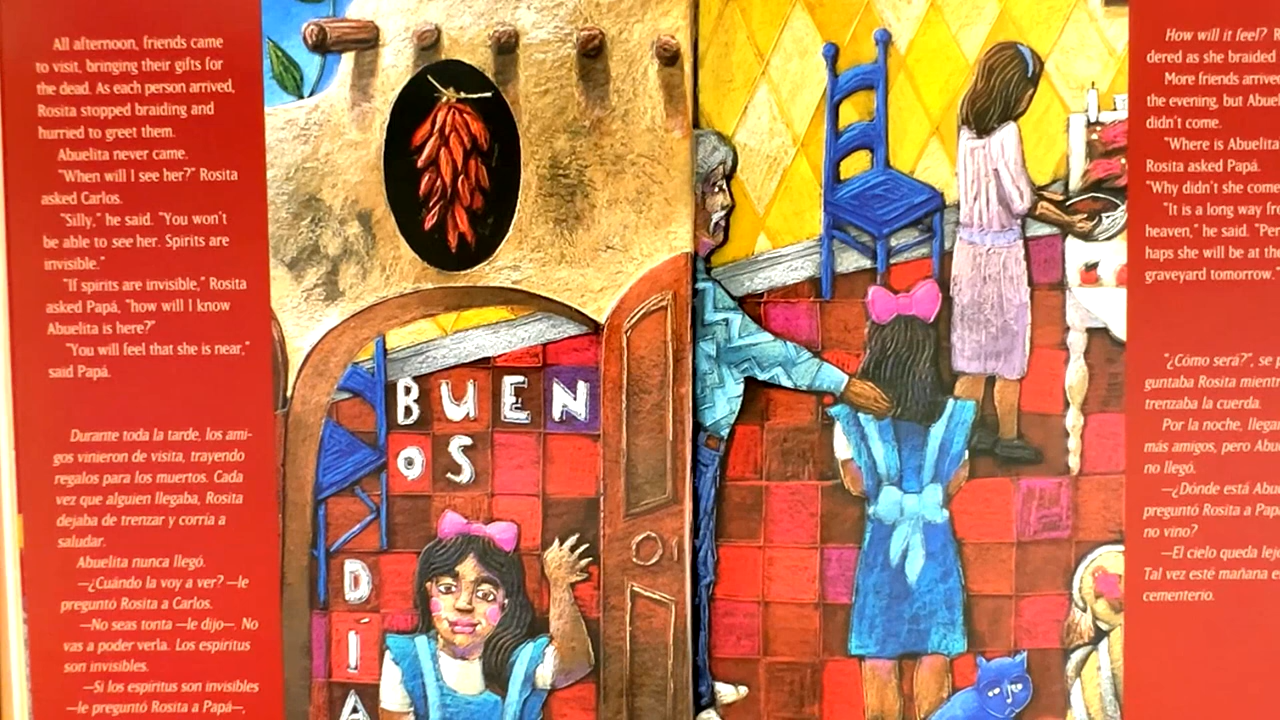 All afternoon, friends came
to visit, bringing their gifts for
the dead. As each person arrived,
Rosita stopped braiding and
hurried to greet them.
Abuelita never came.
"When will I see her?" Rosita
asked Carlos.
"Silly," he said. "You won't
be able to see her. Spirits are
invisible."
"If spirits are invisible," Rosita
asked Papá, "how will I know
Abuelita is here?"
"You will feel that she is near,"
said Papá.
Durante toda la tarde, los ami-
gos vinieron de visita, trayendo
regalos para los muertos. Cada
vez que alguien llegaba, Rosita
dejaba de trenzar y corría a
saludar.
Abuelita nunca llegó.
—¿Cuándo la voy a ver? —le
preguntó Rosita a Carlos.
—No seas tonta —le dijo—. No
vas a poder verla. Los espíritus
son invisibles.
—Si los espíritus son invisibles
—le preguntó Rosita a Papá—,
BUEN
OS
D
I
A
How will it feel?
dered as she braided
More friends arrive
the evening, but
didn't come.
"Where is Abuelita
Rosita asked Papá.
"Why didn't she come
"It is a long way
heaven," he said. "Per-
haps she will be at the
graveyard tomorrow."
"¿Cómo será?", se
guntaba Rosita
trenzaba la cuerda.
Por la noche,
más amigos, pero
no llegó.
—¿Dónde está
preguntó Rosita a
no vino?
—El cielo queda
Tal vez esté mañana
cementerio.